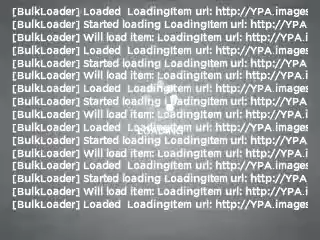 [BulkLoader] Loaded  LoadingItem url: http://YPA.images
[BulkLoader] Started loading LoadingItem url: http://YPA
[BulkLoader] Will load item: LoadingItem url: http://YPA.i
[BulkLoader] Loaded  LoadingItem url: http://YPA.images
[BulkLoader] Started loading LoadingItem url: http://YPA
[BulkLoader] Will load item: LoadingItem url: http://YPA.i
[BulkLoader] Loaded  LoadingItem url: http://YPA.images
[BulkLoader] Started loading LoadingItem url: http://YPA
[BulkLoader] Will load item: LoadingItem url: http://YPA.i
[BulkLoader] Loaded  LoadingItem url: http://YPA.images
LOADING
[BulkLoader] Started loading LoadingItem url: http://YPA
[BulkLoader] Will load item: LoadingItem url: http://YPA.i
[BulkLoader] Loaded  LoadingItem url: http://YPA.images
[BulkLoader] Started loading LoadingItem url: http://YPA
[BulkLoader] Will load item: LoadingItem url: http://YPA.i
[BulkLoader] Loaded  LoadingItem url: http://YPA.images